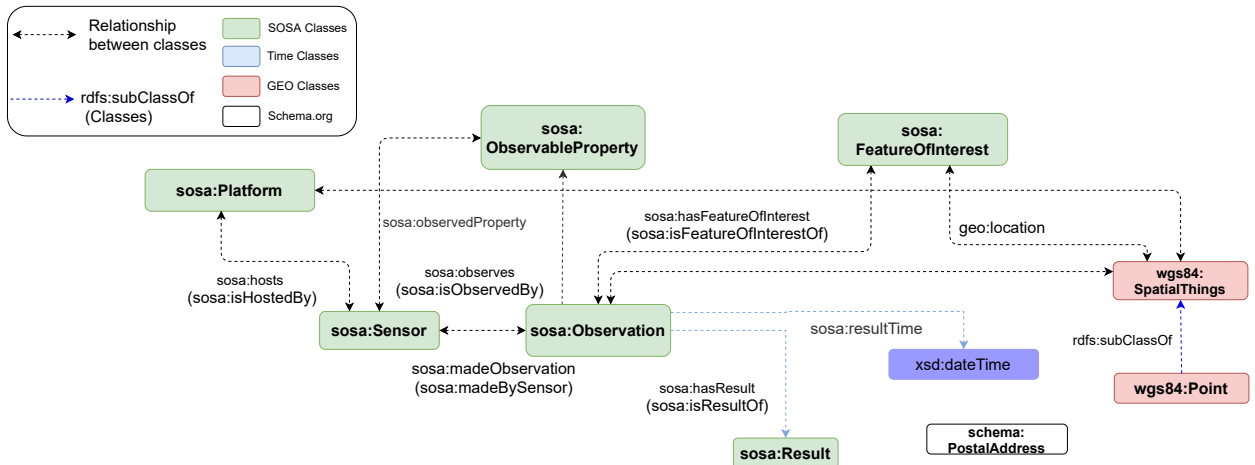 Relationship
between classes
rdfs:subClassOf
(Classes)
SOSA Classes
Time Classes
GEO Classes
Schema.org
sosa:
ObservableProperty
sosa:
FeatureOfInterest
sosa:Platform
sosa:observedProperty
sosa:hasFeatureOfInterest
(sosa:isFeatureOfInterestOf)
geo:location
sosa:hosts
(sosa:isHostedBy)
sosa:observes
(sosa:isObservedBy)
wgs84:
SpatialThings
sosa:Sensor
sosa:Observation
sosa:resultTime
rdfs:subClassOf
sosa:madeObservation
(sosa:madeBySensor)
xsd:dateTime
sosa:hasResult
(sosa:isResultOf)
wgs84:Point
schema:
PostalAddress
sosa:Result